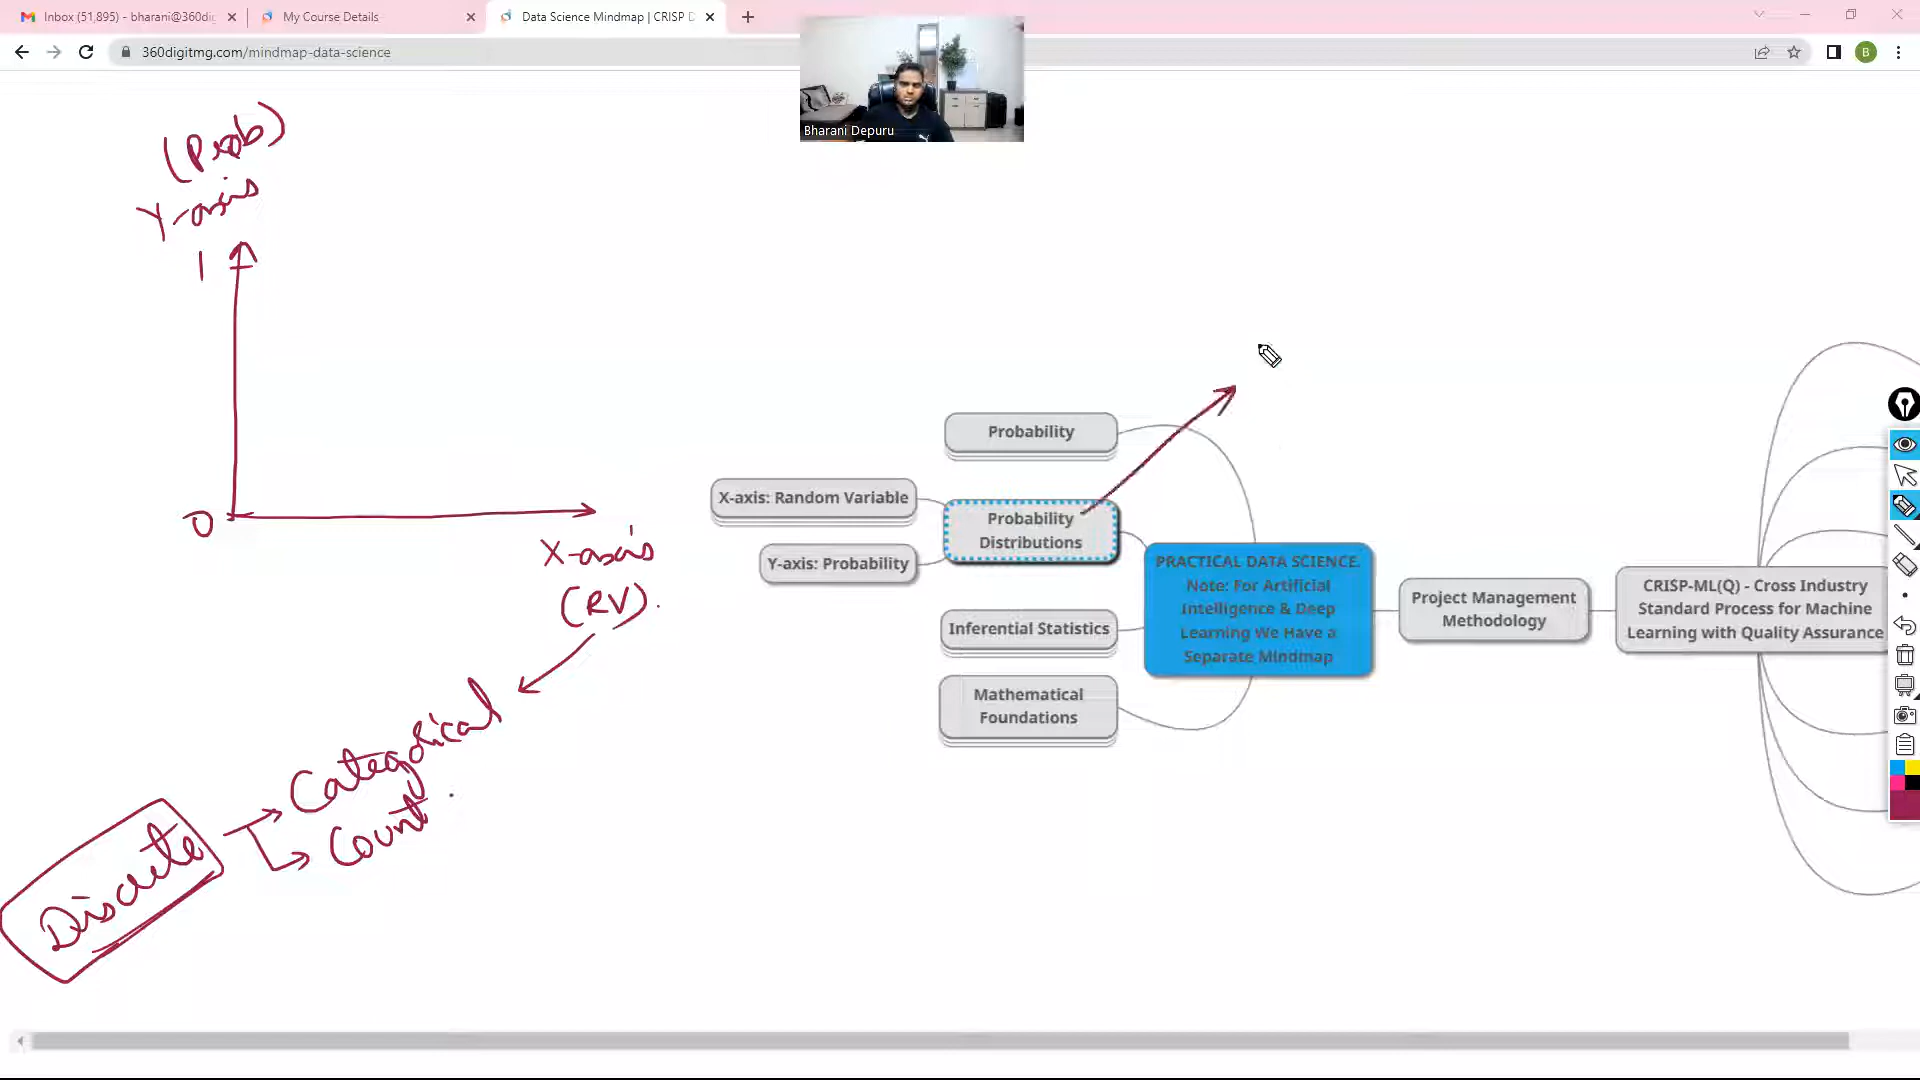 Inbox (51,895) - bharani@360di
My Course Details
Data Science Mindmap | CRISP D
360digitmg.com/mindmap-data-science
B
Bharani Depuru
(Prob)
Y-axis
1
0
X-axis
(RV).
Categorical
Count
Discrete
Probability
X-axis: Random Variable
Probability
Distributions
Y-axis: Probability
Inferential Statistics
Mathematical
Foundations
PRACTICAL DATA SCIENCE.
Note: For Artificial
Intelligence & Deep
Learning We Have a
Separate Mindmap
Project Management
Methodology
CRISP-ML(Q) - Cross Industry
Standard Process for Machine
Learning with Quality Assurance